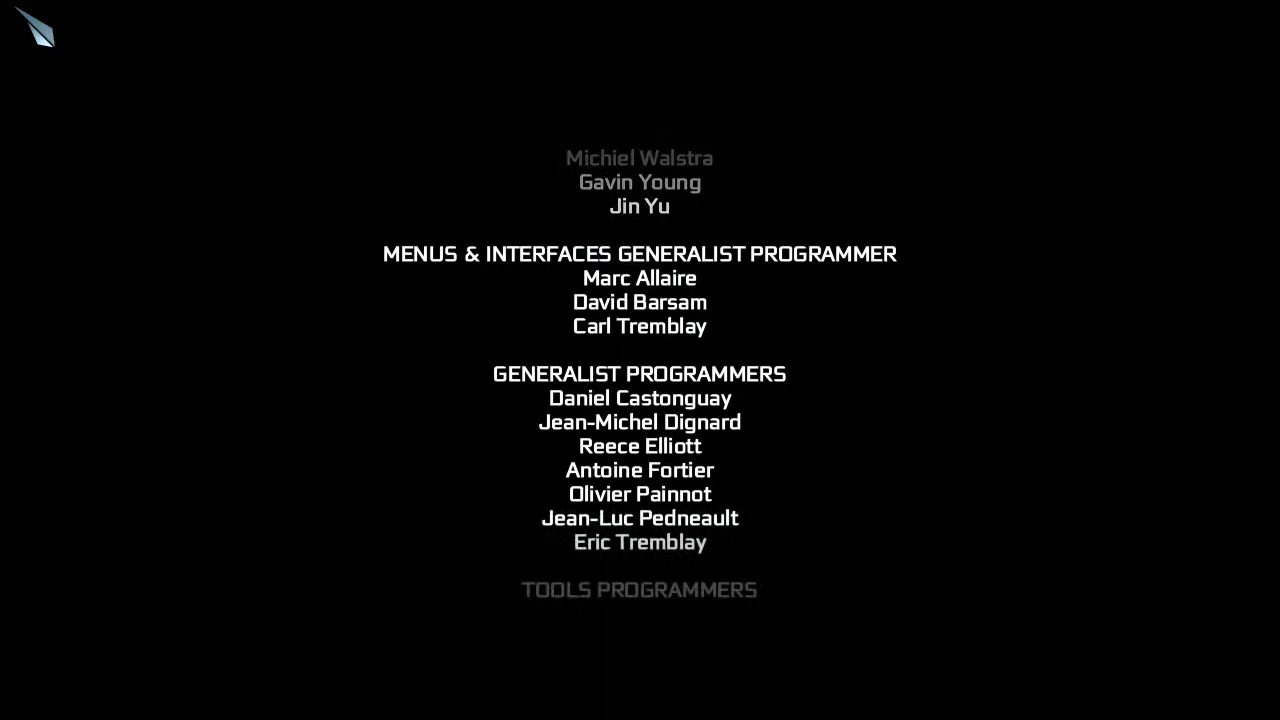 Michiel Walstra
Gavin Young
Jin Yu
MENUS & INTERFACES GENERALIST PROGRAMMER
Marc Allaire
David Barsam
Carl Tremblay
GENERALIST PROGRAMMERS
Daniel Castonguay
Jean-Michel Dignard
Reece Elliott
Antoine Fortier
Olivier Painnot
Jean-Luc Pedneault
Eric Tremblay
TOOLS PROGRAMMERS